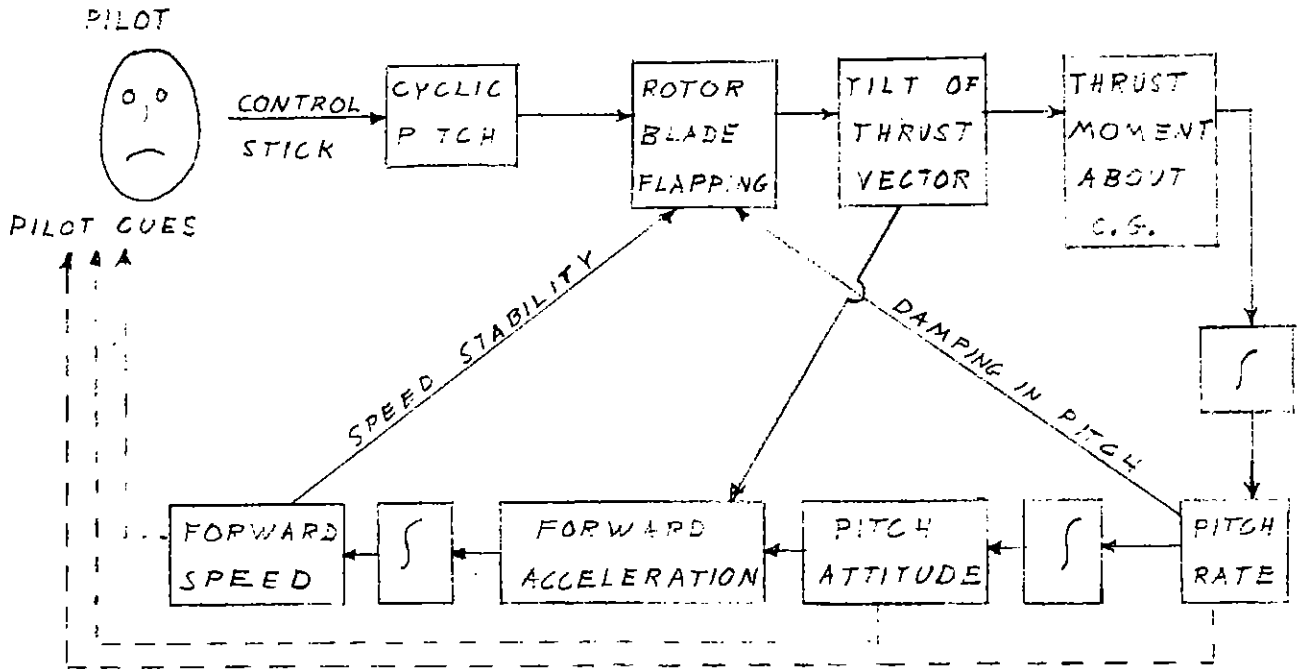 PILOT
CONTROL
STICK
PILOT CUES
CYCLIC
P TCH
ROTOR
BLADE
FLAPPING
TILT OF
THRUST
VECTOR
THRUST
MOMENT
ABOUT
C.G.
∫
SPEED STABILITY
DAMPING IN PITCH
FORWARD
SPEED
∫
FORWARD
ACCELERATION
PITCH
ATTITUDE
∫
PITCH
RATE